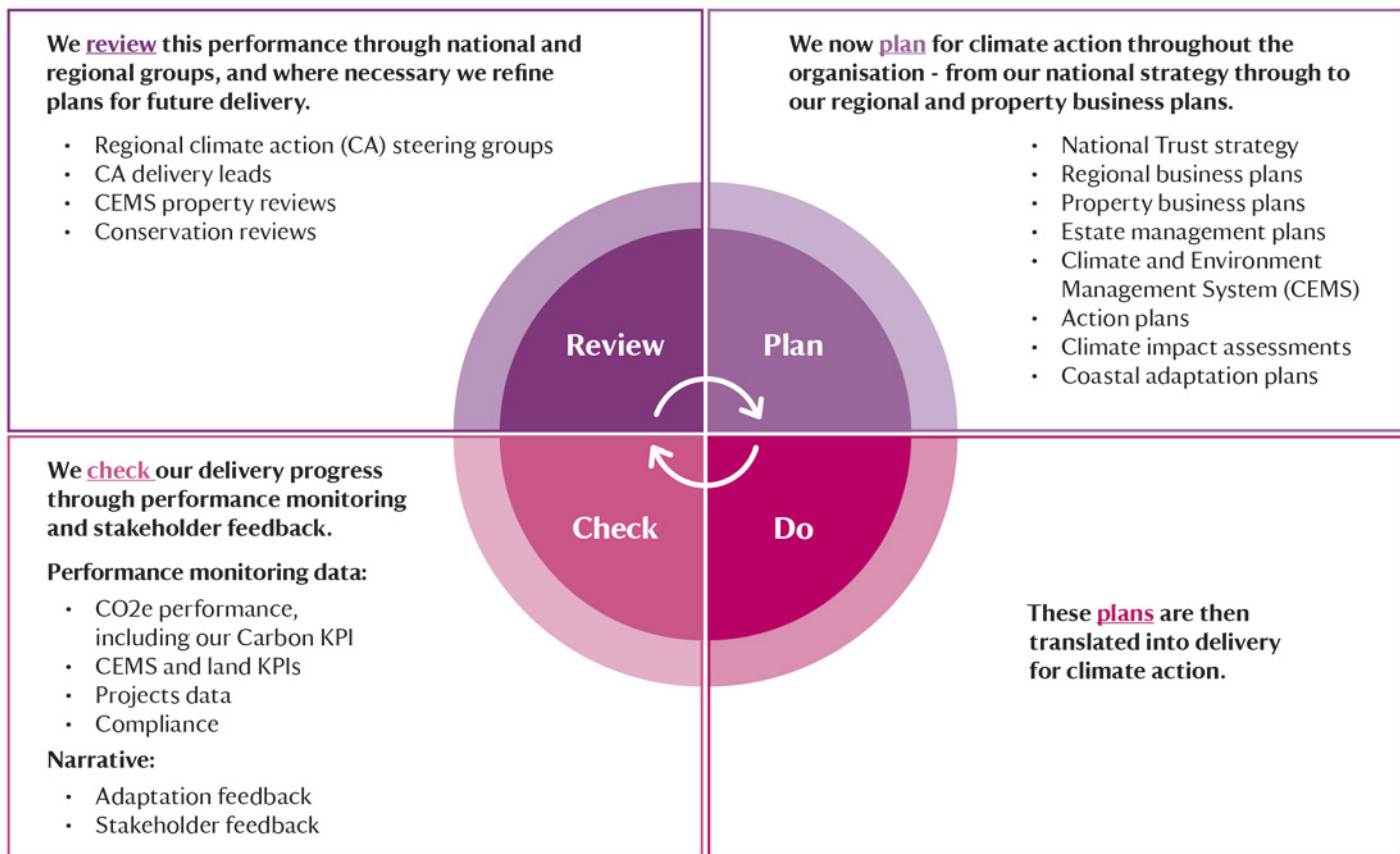 We review this performance through national and
regional groups, and where necessary we refine
plans for future delivery.
• Regional climate action (CA) steering groups
• CA delivery leads
• CEMS property reviews
• Conservation reviews
We now plan for climate action throughout the
organisation - from our national strategy through to
our regional and property business plans.
• National Trust strategy
• Regional business plans
• Property business plans
• Estate management plans
• Climate and Environment
Management System (CEMS)
• Action plans
• Climate impact assessments
• Coastal adaptation plans
Review
Plan
Check
Do
We check our delivery progress
through performance monitoring
and stakeholder feedback.
Performance monitoring data:
• CO2e performance,
including our Carbon KPI
• CEMS and land KPIs
• Projects data
• Compliance
Narrative:
• Adaptation feedback
• Stakeholder feedback
These plans are then
translated into delivery
for climate action.